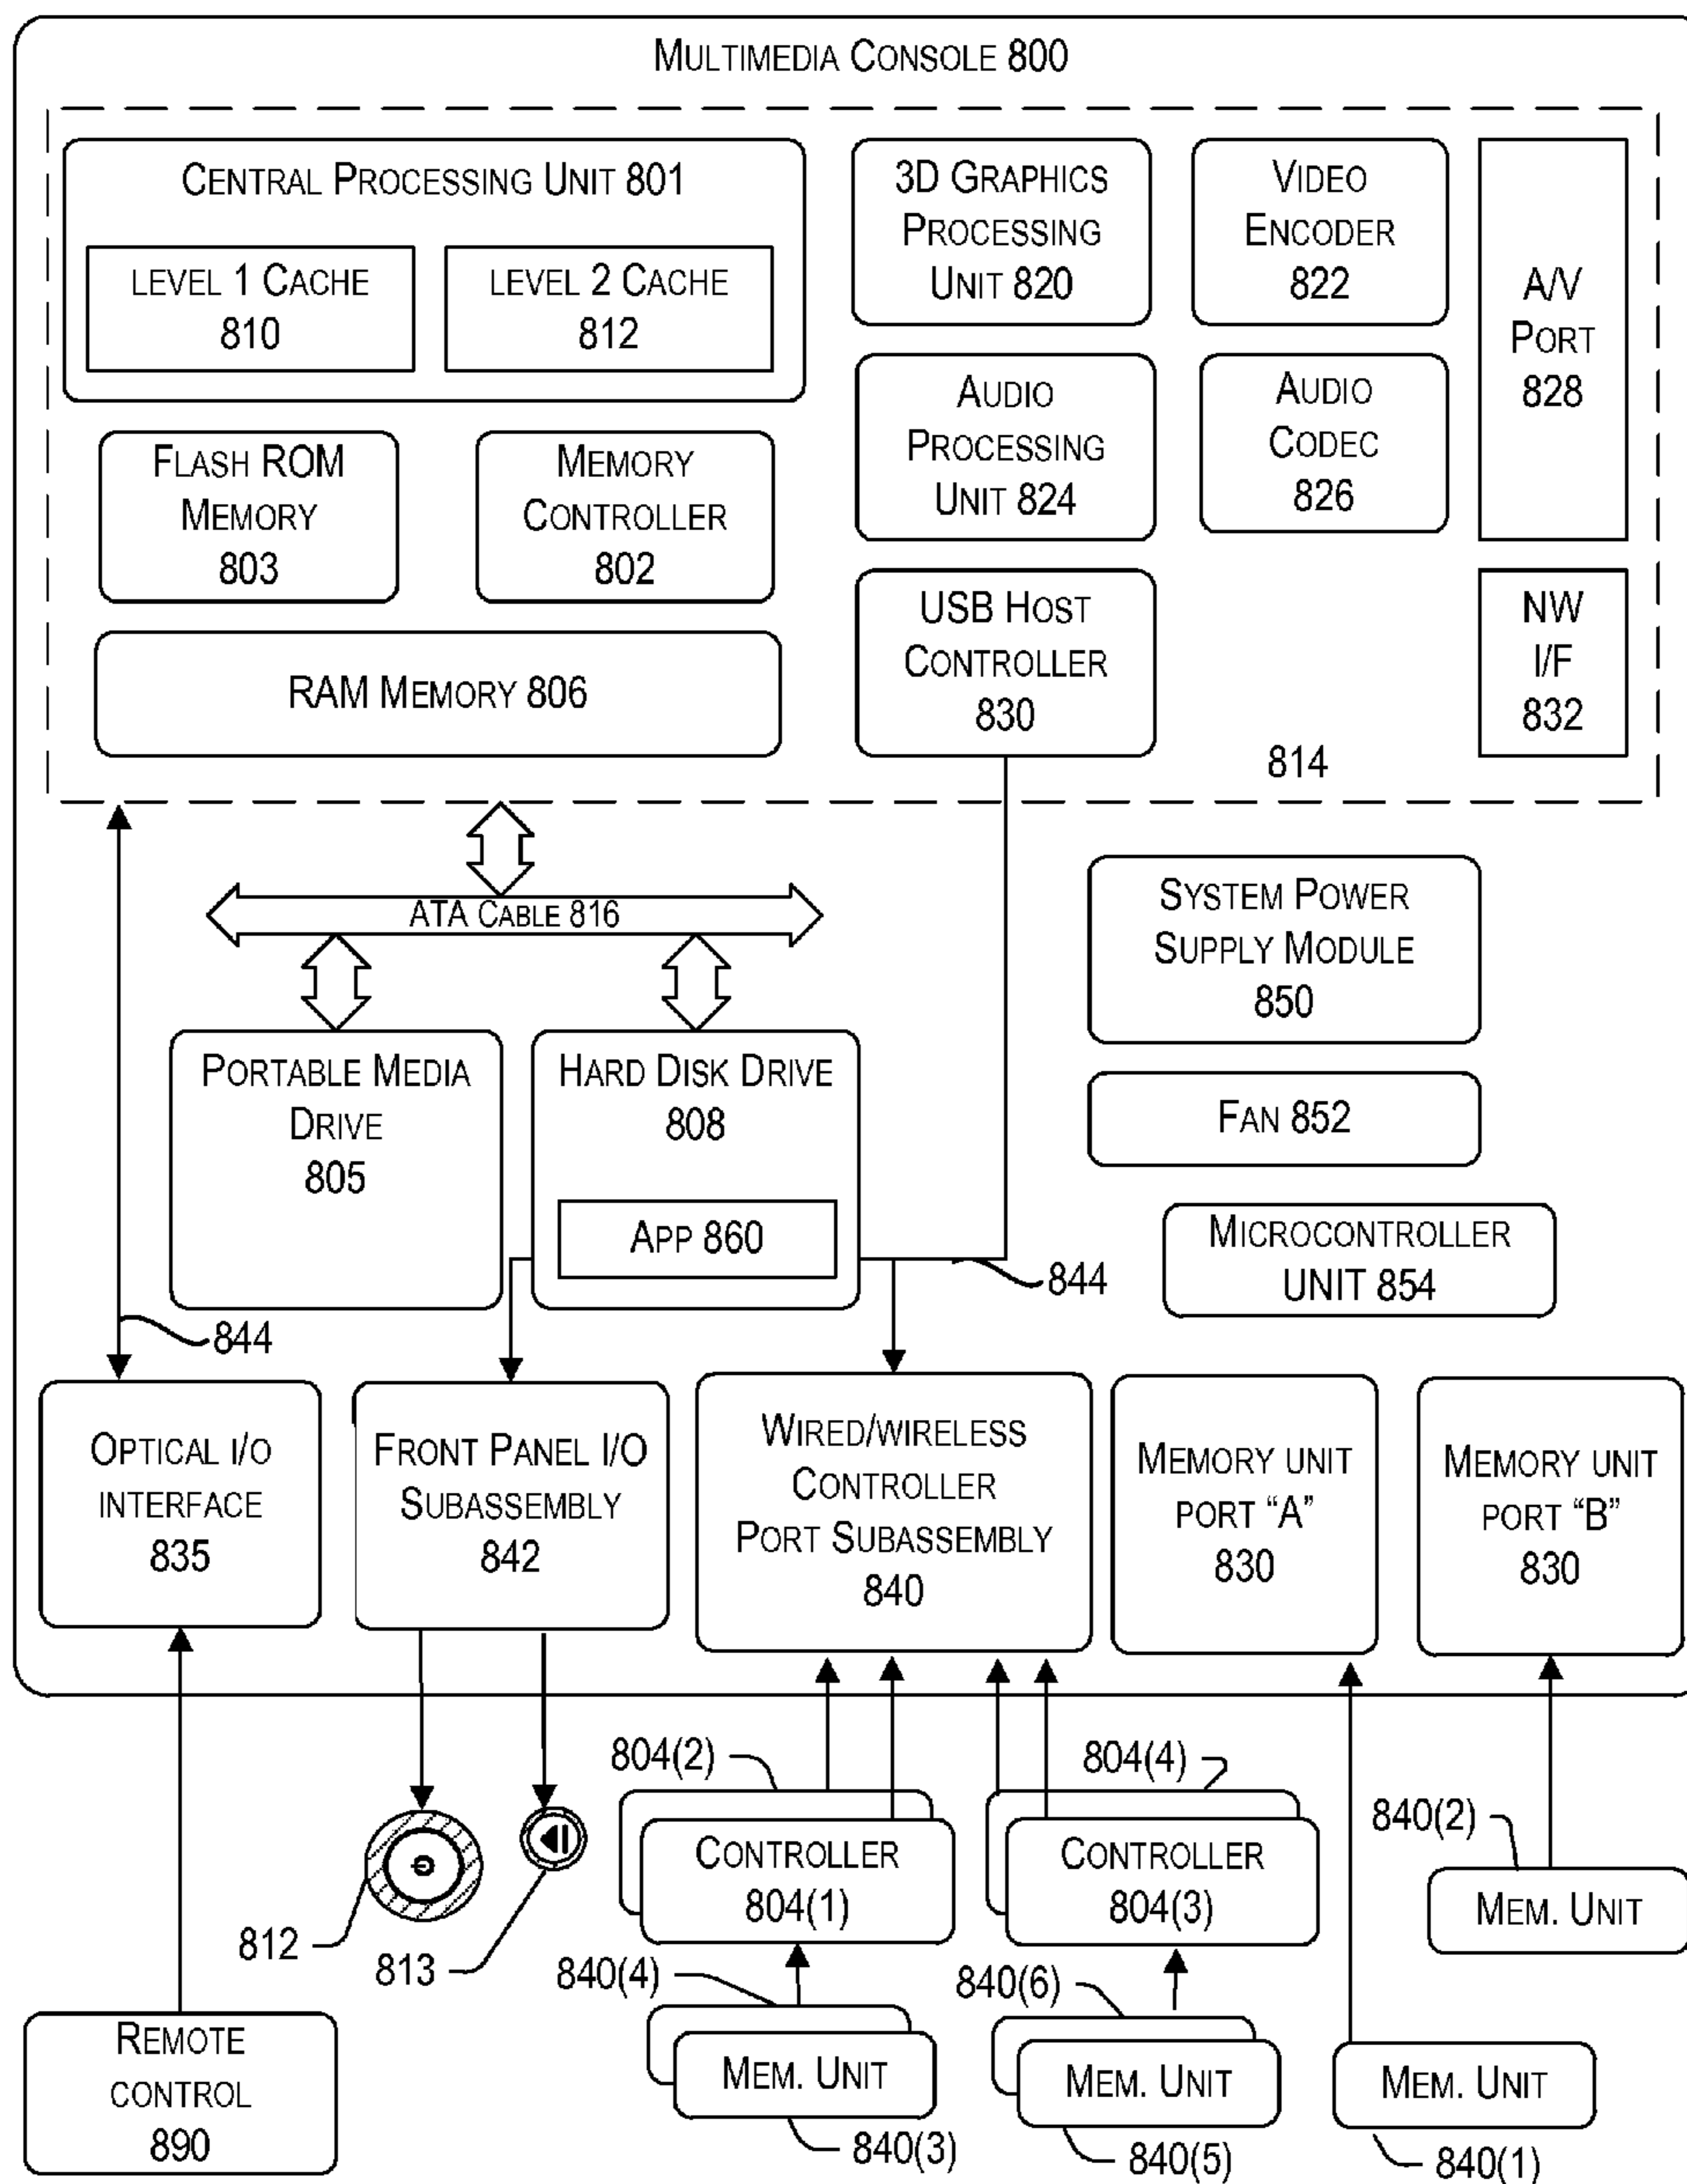 Multimedia Console 800
Central Processing Unit 801
level 1 Cache
810
level 2 Cache
812
3D Graphics
Processing
Unit 820
Video
Encoder
822
A/V
Port
828
Flash ROM
Memory
803
Memory
Controller
802
Audio
Processing
Unit 824
Audio
Codec
826
RAM Memory 806
USB Host
Controller
830
NW
I/F
832
814
ATA Cable 816
System Power
Supply Module
850
Portable Media
Drive
805
Hard Disk Drive
808
App 860
Fan 852
Microcontroller
unit 854
844
844
Optical i/o
interface
835
Front Panel I/O
Subassembly
842
Wired/wireless
Controller
Port Subassembly
840
Memory unit
port “A”
830
Memory unit
port “B”
830
804(2)
804(4)
Controller
804(1)
Controller
804(3)
840(2)
Mem. Unit
812
813
840(4)
840(6)
Remote
control
890
Mem. Unit
Mem. Unit
Mem. Unit
840(3)
840(5)
840(1)